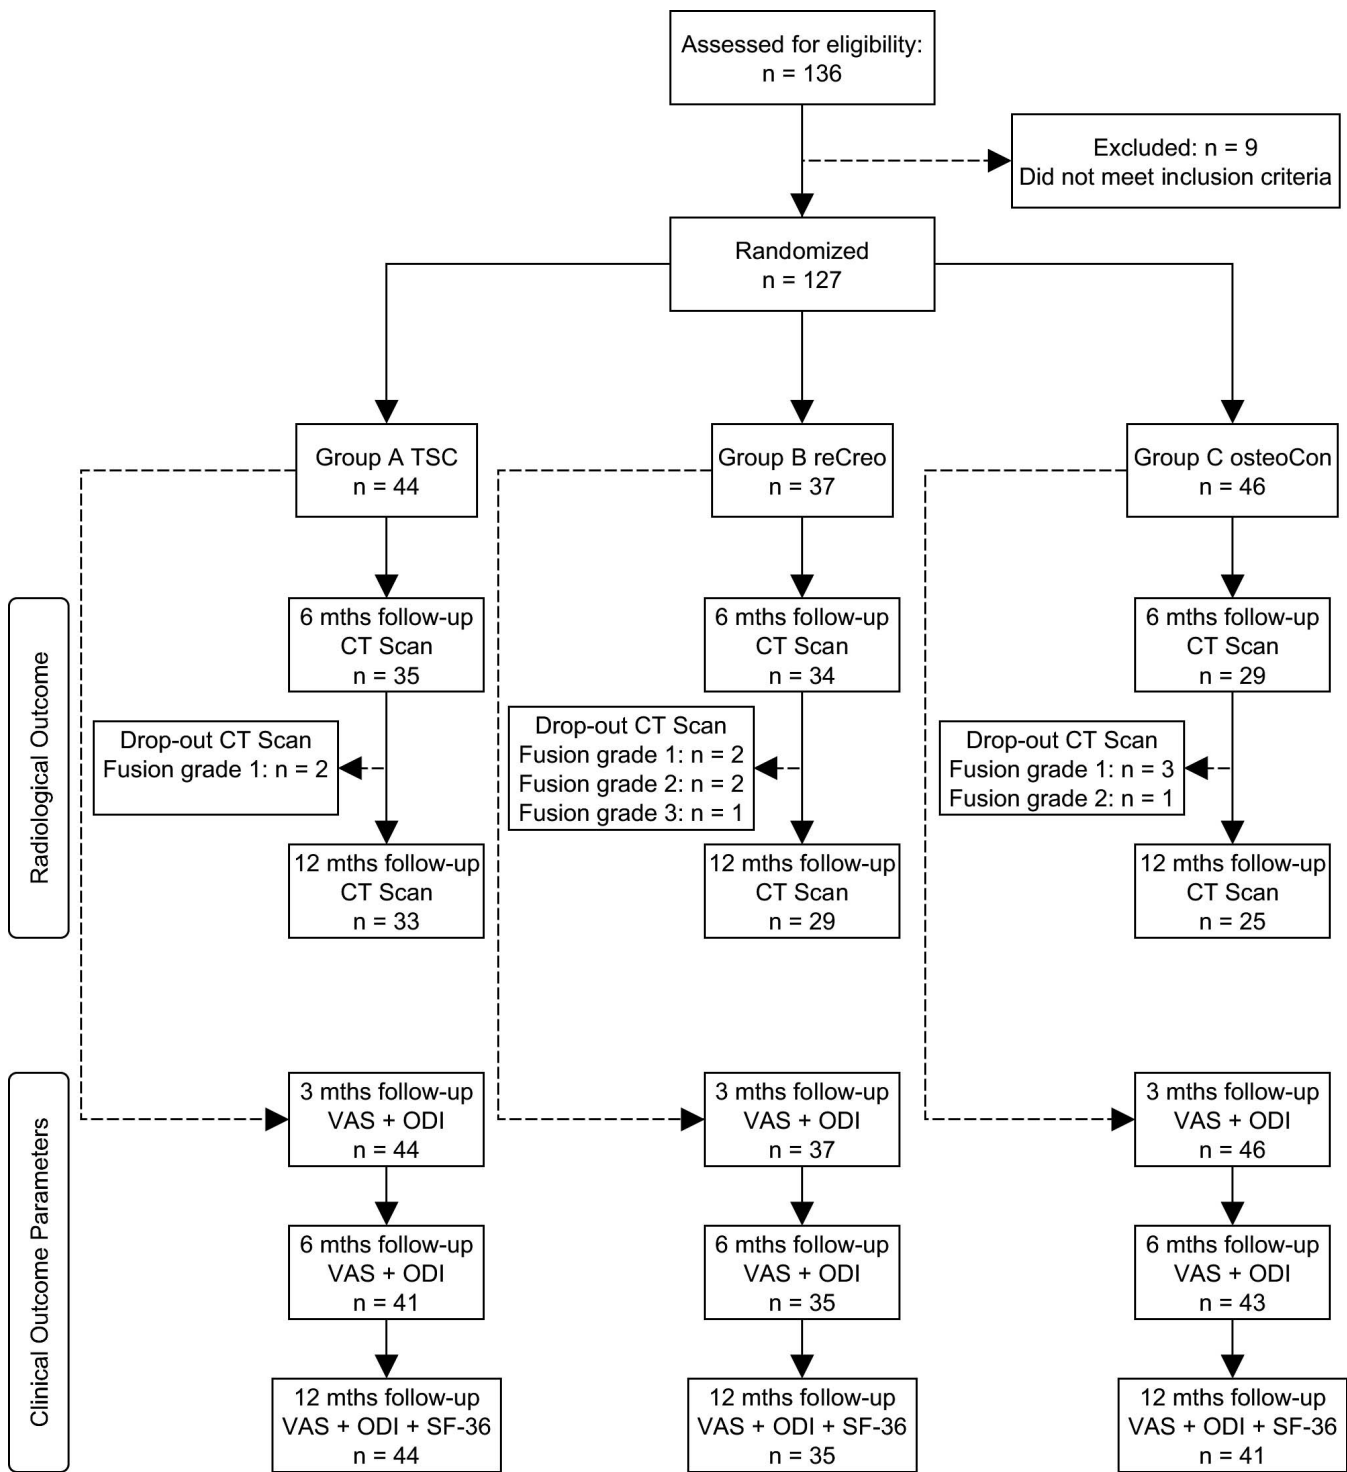 Assessed for eligibility:
n = 136
Excluded: n = 9
Did not meet inclusion criteria
Randomized
n = 127
Group A TSC
n = 44
Group B reCreo
n = 37
Group C osteoCon
n = 46
Radiological Outcome
6 mths follow-up
CT Scan
n = 35
6 mths follow-up
CT Scan
n = 34
6 mths follow-up
CT Scan
n = 29
Drop-out CT Scan
Fusion grade 1: n = 2
Drop-out CT Scan
Fusion grade 1: n = 2
Fusion grade 2: n = 2
Fusion grade 3: n = 1
Drop-out CT Scan
Fusion grade 1: n = 3
Fusion grade 2: n = 1
12 mths follow-up
CT Scan
n = 33
12 mths follow-up
CT Scan
n = 29
12 mths follow-up
CT Scan
n = 25
Clinical Outcome Parameters
3 mths follow-up
VAS + ODI
n = 44
3 mths follow-up
VAS + ODI
n = 37
3 mths follow-up
VAS + ODI
n = 46
6 mths follow-up
VAS + ODI
n = 41
6 mths follow-up
VAS + ODI
n = 35
6 mths follow-up
VAS + ODI
n = 43
12 mths follow-up
VAS + ODI + SF-36
n = 44
12 mths follow-up
VAS + ODI + SF-36
n = 35
12 mths follow-up
VAS + ODI + SF-36
n = 41